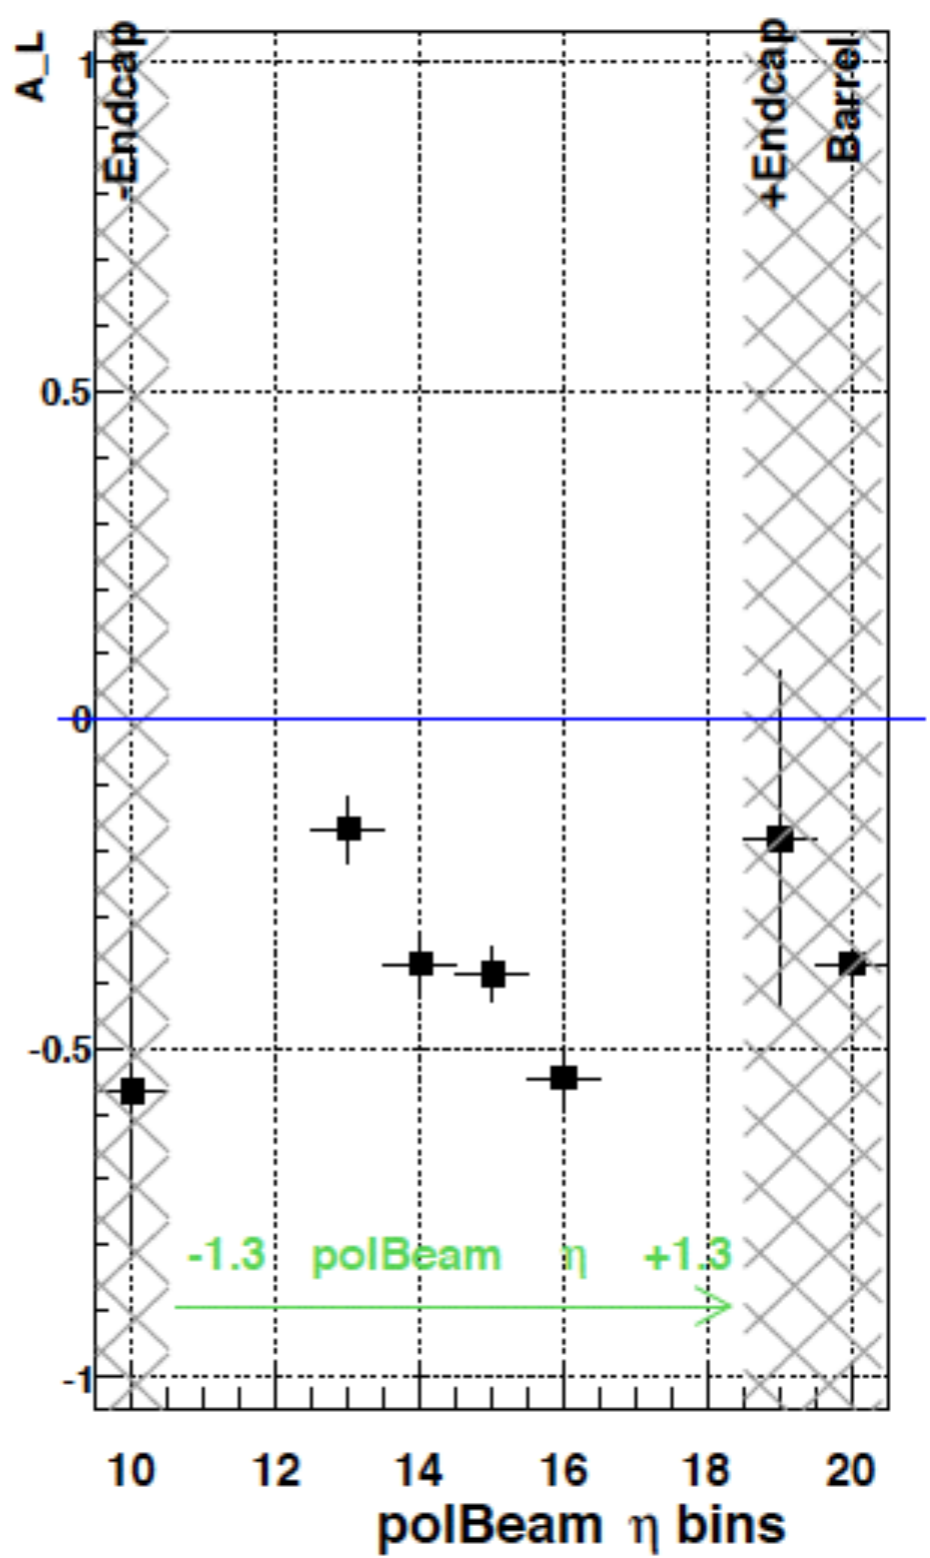 A_L
-Endcap
+Endcap
Barrel
1
0.5
0
-0.5
-1
-1.3 polBeam η +1.3
10 12 14 16 18 20
polBeam η bins